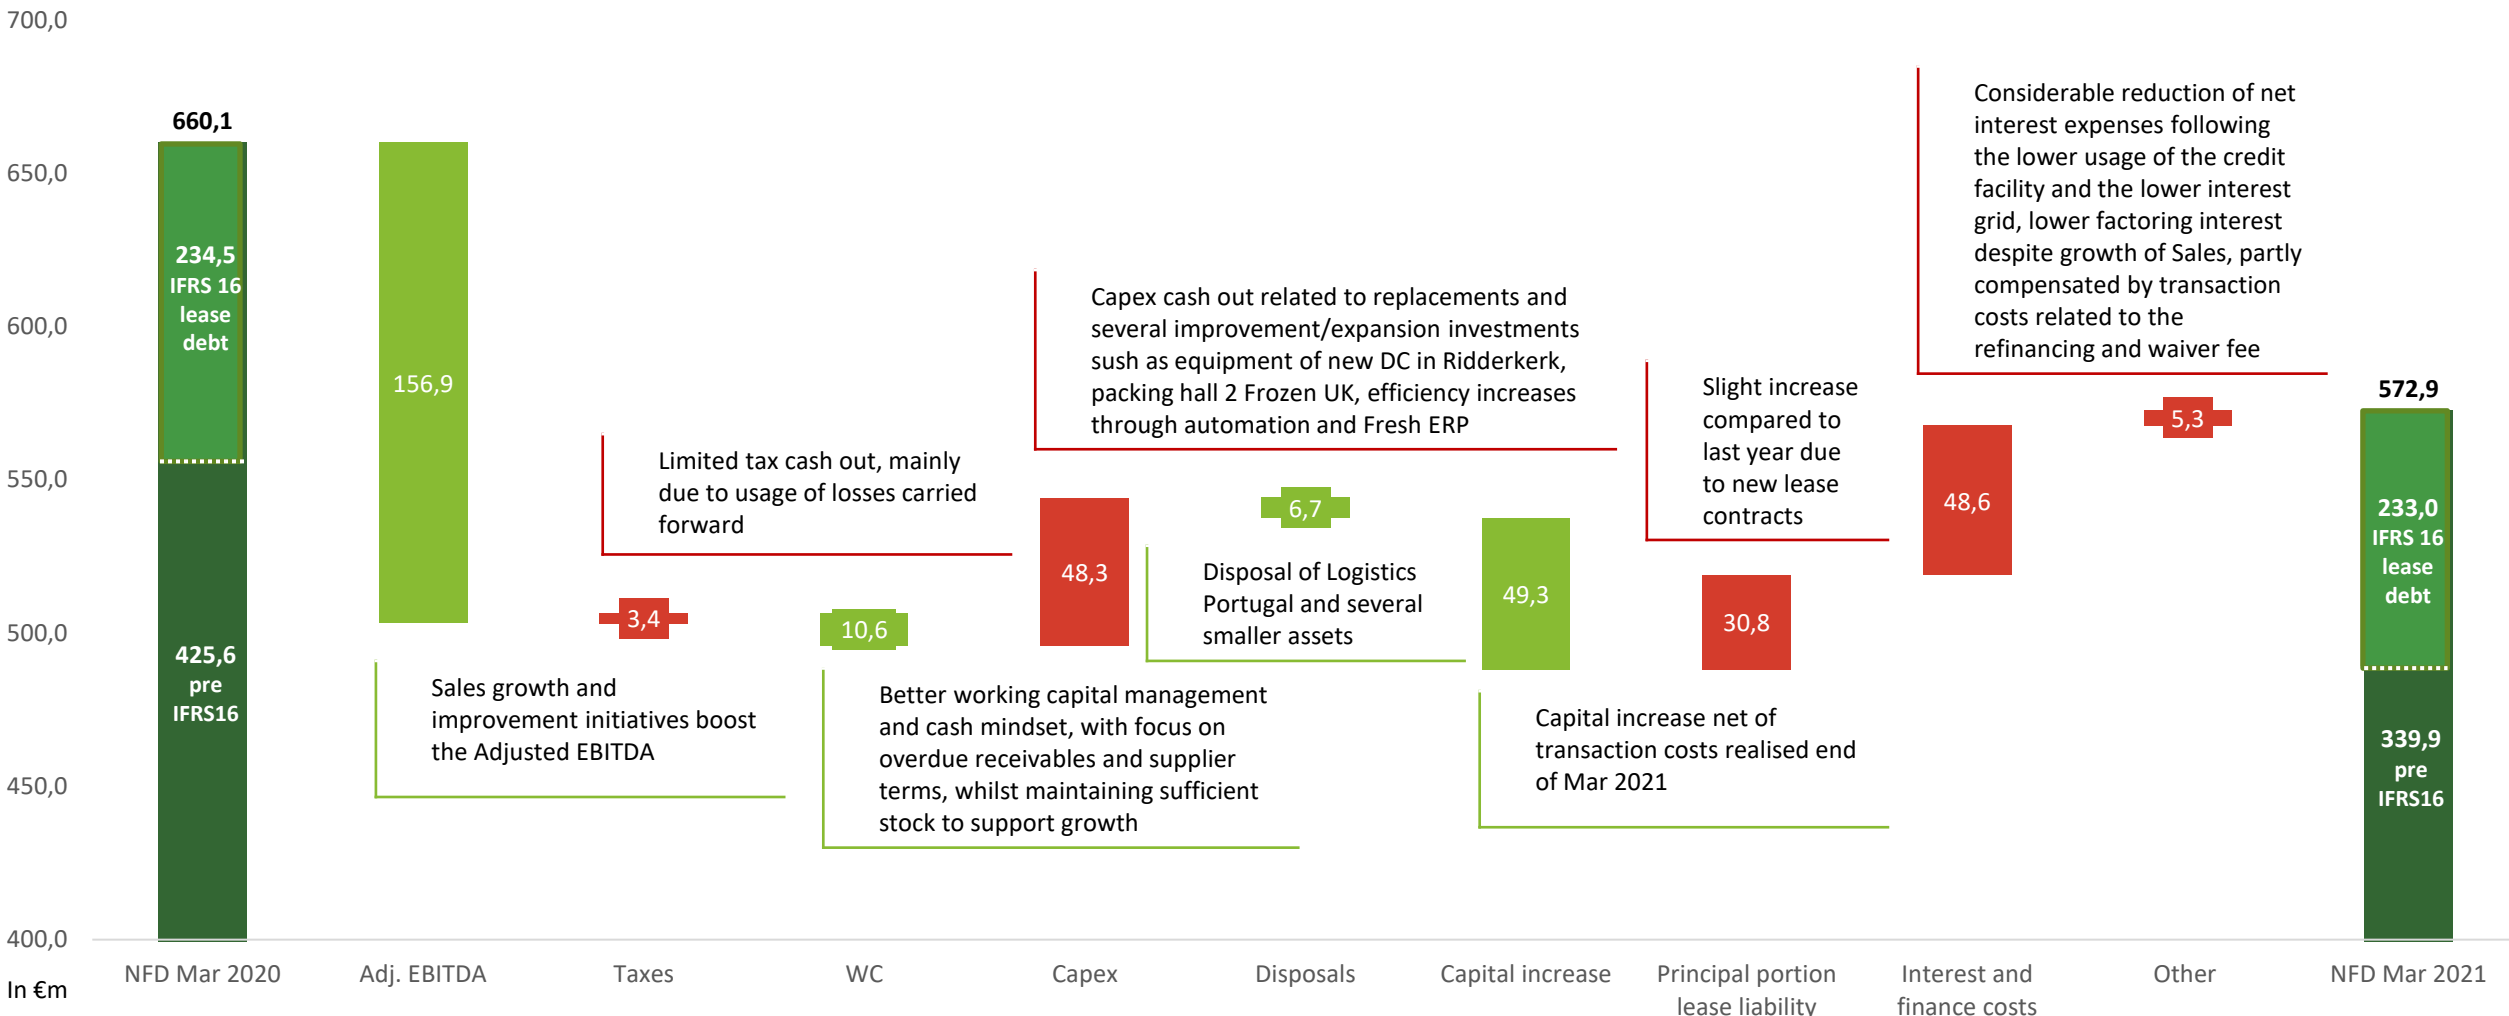 700,0
650,0
600,0
550,0
500,0
450,0
400,0
In €m
660,1
234,5
IFRS 16
lease
debt
425,6
pre
IFRS16
156,9
Sales growth and
improvement initiatives boost
the Adjusted EBITDA
Limited tax cash out, mainly
due to usage of losses carried
forward
3,4
10,6
Better working capital management
and cash mindset, with focus on
overdue receivables and supplier
terms, whilst maintaining sufficient
stock to support growth
Capex cash out related to replacements and
several improvement/expansion investments
sush as equipment of new DC in Ridderkerk,
packing hall 2 Frozen UK, efficiency increases
through automation and Fresh ERP
48,3
6,7
Disposal of Logistics
Portugal and several
smaller assets
49,3
Capital increase net of
transaction costs realised end
of Mar 2021
Slight increase
compared to
last year due
to new lease
contracts
30,8
Considerable reduction of net
interest expenses following
the lower usage of the credit
facility and the lower interest
grid, lower factoring interest
despite growth of Sales, partly
compensated by transaction
costs related to the
refinancing and waiver fee
48,6
5,3
572,9
233,0
IFRS 16
lease
debt
339,9
pre
IFRS16
NFD Mar 2020
Adj. EBITDA
Taxes
WC
Capex
Disposals
Capital increase
Principal portion
lease liability
Interest and
finance costs
Other
NFD Mar 2021